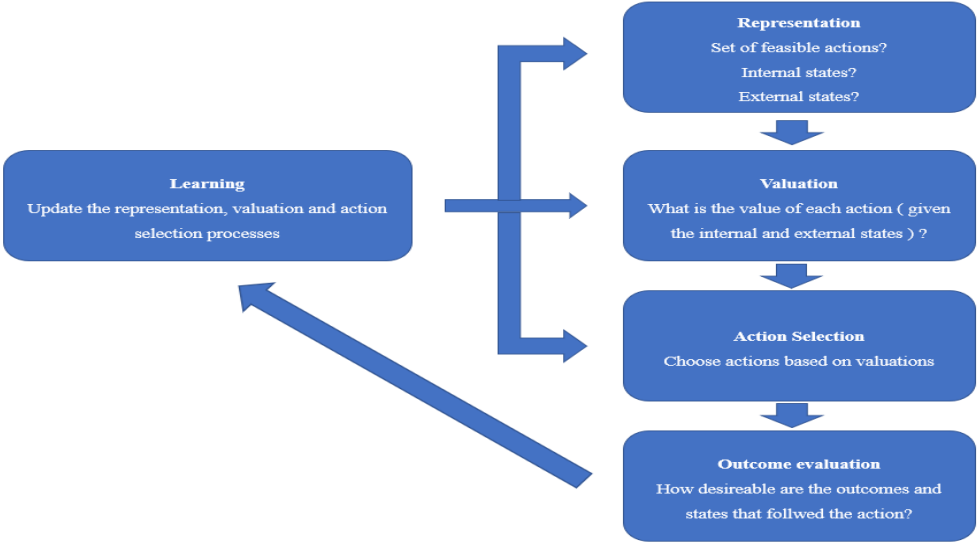 Representation
Set of feasible actions?
Internal states?
External states?
Learning
Update the representation, valuation and action
selection processes
Valuation
What is the value of each action ( given
the internal and external states ) ?
Action Selection
Choose actions based on valuations
Outcome evaluation
How desireable are the outcomes and
states that follwed the action?